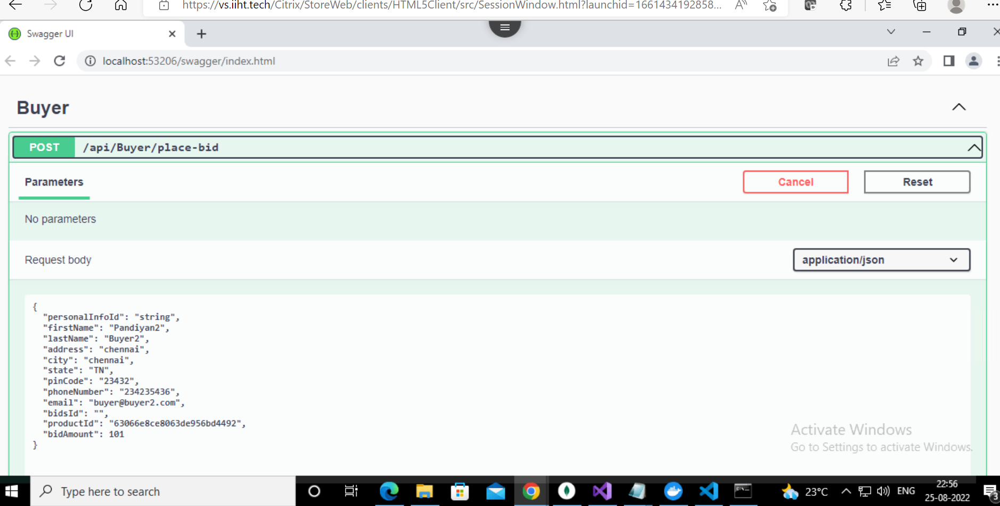 https://vs.iiht.tech/Citrix/StoreWeb/clients/HTML5Client/src/SessionWindow.html?launchid=1661434192858...
Swagger UI
localhost:53206/swagger/index.html
Buyer
POST /api/Buyer/place-bid
Parameters
Cancel
Reset
No parameters
Request body
application/json
{
"personalInfoId": "string",
"firstName": "Pandiyan2",
"lastName": "Buyer2",
"address": "chennai",
"city": "chennai",
"state": "TN",
"pinCode": "23432",
"phoneNumber": "234235436",
"email": "buyer@buyer2.com",
"bidsId": "",
"productId": "63066e8ce8063de956bd4492",
"bidAmount": 101
}
Activate Windows
Go to Settings to activate Windows.
Type here to search
23°C
ENG
22:56
25-08-2022
3